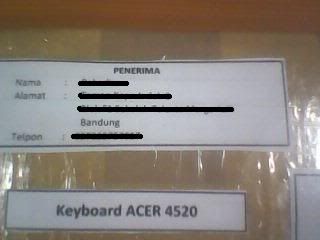 PENERIMA
Nama :
Alamat :
Bandung
Telpon :
Keyboard ACER 4520